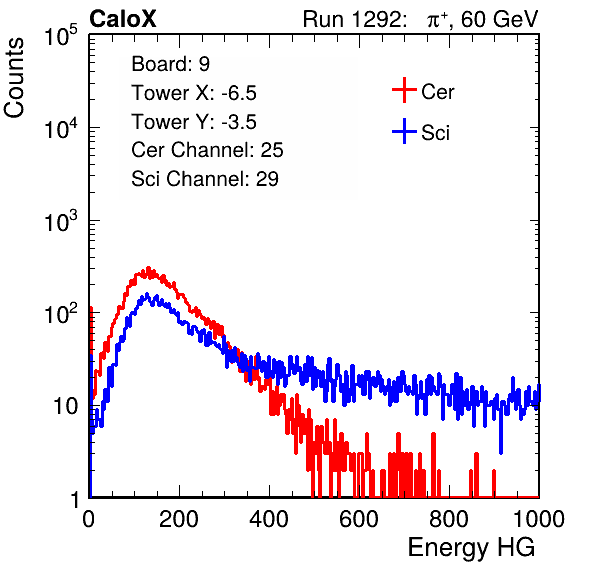 CaloX Run 1292: π⁺, 60 GeV
Counts
10⁵
10⁴
10³
10²
10
1
Board: 9
Tower X: -6.5
Tower Y: -3.5
Cer Channel: 25
Sci Channel: 29
Cer
Sci
0 200 400 600 800 1000
Energy HG